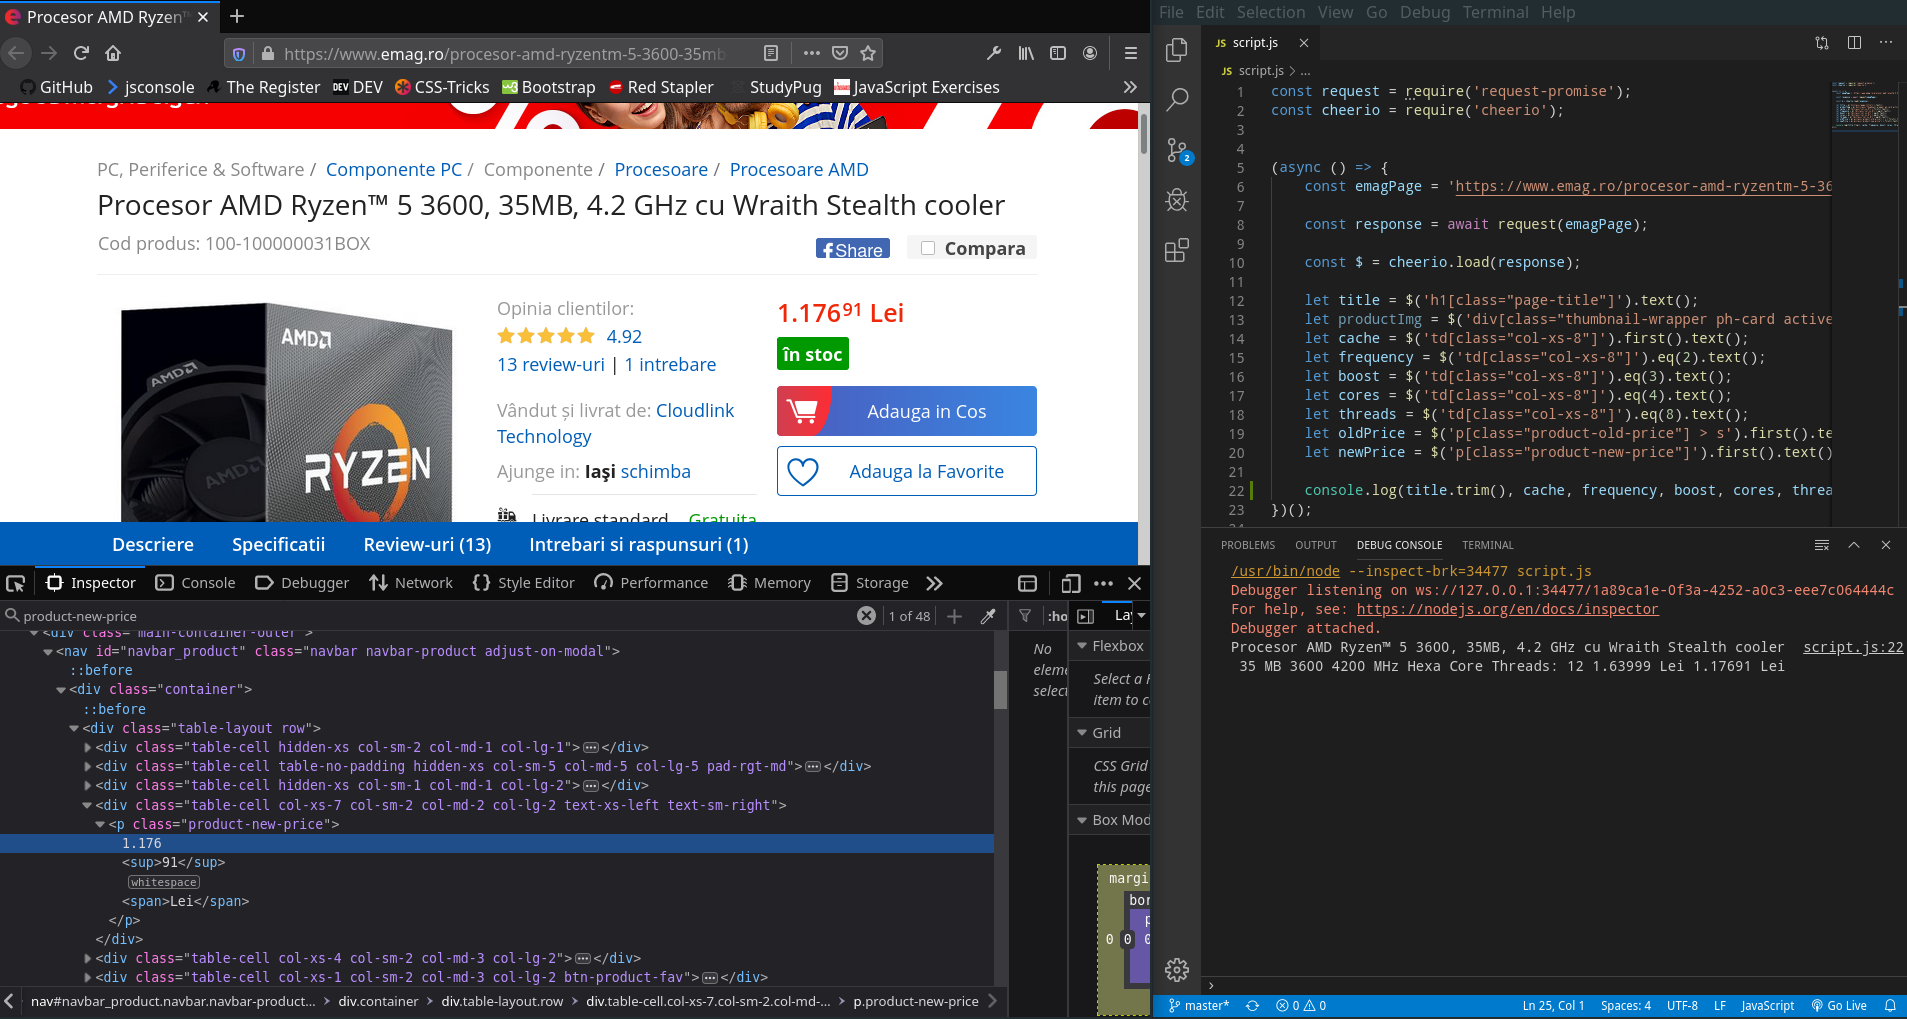 Procesor AMD Ryzen™
https://www.emag.ro/procesor-amd-ryzentm-5-3600-35mb
GitHub
jsconsole
The Register
DEV DEV
CSS-Tricks
Bootstrap
Red Stapler
StudyPug
JavaScript Exercises
PC, Periferice & Software / Componente PC / Componente / Procesoare / Procesoare AMD
Procesor AMD Ryzen™ 5 3600, 35MB, 4.2 GHz cu Wraith Stealth cooler
Cod produs: 100-100000031BOX
Share
Compara
AMD
AMD
AMD
RYZEN
Opinia clientilor:
4.92
13 review-uri | 1 intrebare
Vândut și livrat de: Cloudlink
Technology
Ajunge in: Iaşi schimba
Livrare standard Gratuita
1.176 91 Lei
în stoc
Adauga in Cos
Adauga la Favorite
Descriere
Specificatii
Review-uri (13)
Intrebari si raspunsuri (1)
Inspector
Console
Debugger
Network
Style Editor
Performance
Memory
Storage
product-new-price
1 of 48
:ho
La
<div class="main-container-outer">
<nav id="navbar_product" class="navbar navbar-product adjust-on-modal">
::before
<div class="container">
::before
<div class="table-layout row">
<div class="table-cell hidden-xs col-sm-2 col-md-1 col-lg-1"></div>
<div class="table-cell table-no-padding hidden-xs col-sm-5 col-md-5 col-lg-5 pad-rgt-md"></div>
<div class="table-cell hidden-xs col-sm-1 col-md-1 col-lg-2"></div>
<div class="table-cell col-xs-7 col-sm-2 col-md-2 col-lg-2 text-xs-left text-sm-right">
<p class="product-new-price">
1.176
<sup>91</sup>
whitespace
<span>Lei</span>
</p>
</div>
<div class="table-cell col-xs-4 col-sm-2 col-md-3 col-lg-2"></div>
<div class="table-cell col-xs-1 col-sm-2 col-md-3 col-lg-2 btn-product-fav"></div>
nav#navbar_product.navbar.navbar-product... > div.container > div.table-layout.row > div.table-cell.col-xs-7.col-sm-2.col-md-... > p.product-new-price
No
eleme
select
Flexbox
Select a F
item to c
Grid
CSS Grid
this page
Box Mod
margi
bor
p
0 0 0
File Edit Selection View Go Debug Terminal Help
JS script.js
JS script.js > ...
2
1 const request = require('request-promise');
2 const cheerio = require('cheerio');
3
4
5 (async () => {
6 const emagPage = 'https://www.emag.ro/procesor-amd-ryzentm-5-36
7
8 const response = await request(emagPage);
9
10 const $ = cheerio.load(response);
11
12 let title = $('h1[class="page-title"]').text();
13 let productImg = $('div[class="thumbnail-wrapper ph-card active
14 let cache = $('td[class="col-xs-8"]').first().text();
15 let frequency = $('td[class="col-xs-8"]').eq(2).text();
16 let boost = $('td[class="col-xs-8"]').eq(3).text();
17 let cores = $('td[class="col-xs-8"]').eq(4).text();
18 let threads = $('td[class="col-xs-8"]').eq(8).text();
19 let oldPrice = $('p[class="product-old-price"] > s').first().te
20 let newPrice = $('p[class="product-new-price"]').first().text()
21
22 console.log(title.trim(), cache, frequency, boost, cores, threa
23 })();
PROBLEMS
OUTPUT
DEBUG CONSOLE
TERMINAL
/usr/bin/node --inspect-brk=34477 script.js
Debugger listening on ws://127.0.0.1:34477/1a89ca1e-0f3a-4252-a0c3-eee7c064444c
For help, see: https://nodejs.org/en/docs/inspector
Debugger attached.
Procesor AMD Ryzen™ 5 3600, 35MB, 4.2 GHz cu Wraith Stealth cooler script.js:22
35 MB 3600 4200 MHz Hexa Core Threads: 12 1.63999 Lei 1.17691 Lei
master*
0
0
Ln 25, Col 1
Spaces: 4
UTF-8
LF
JavaScript
Go Live